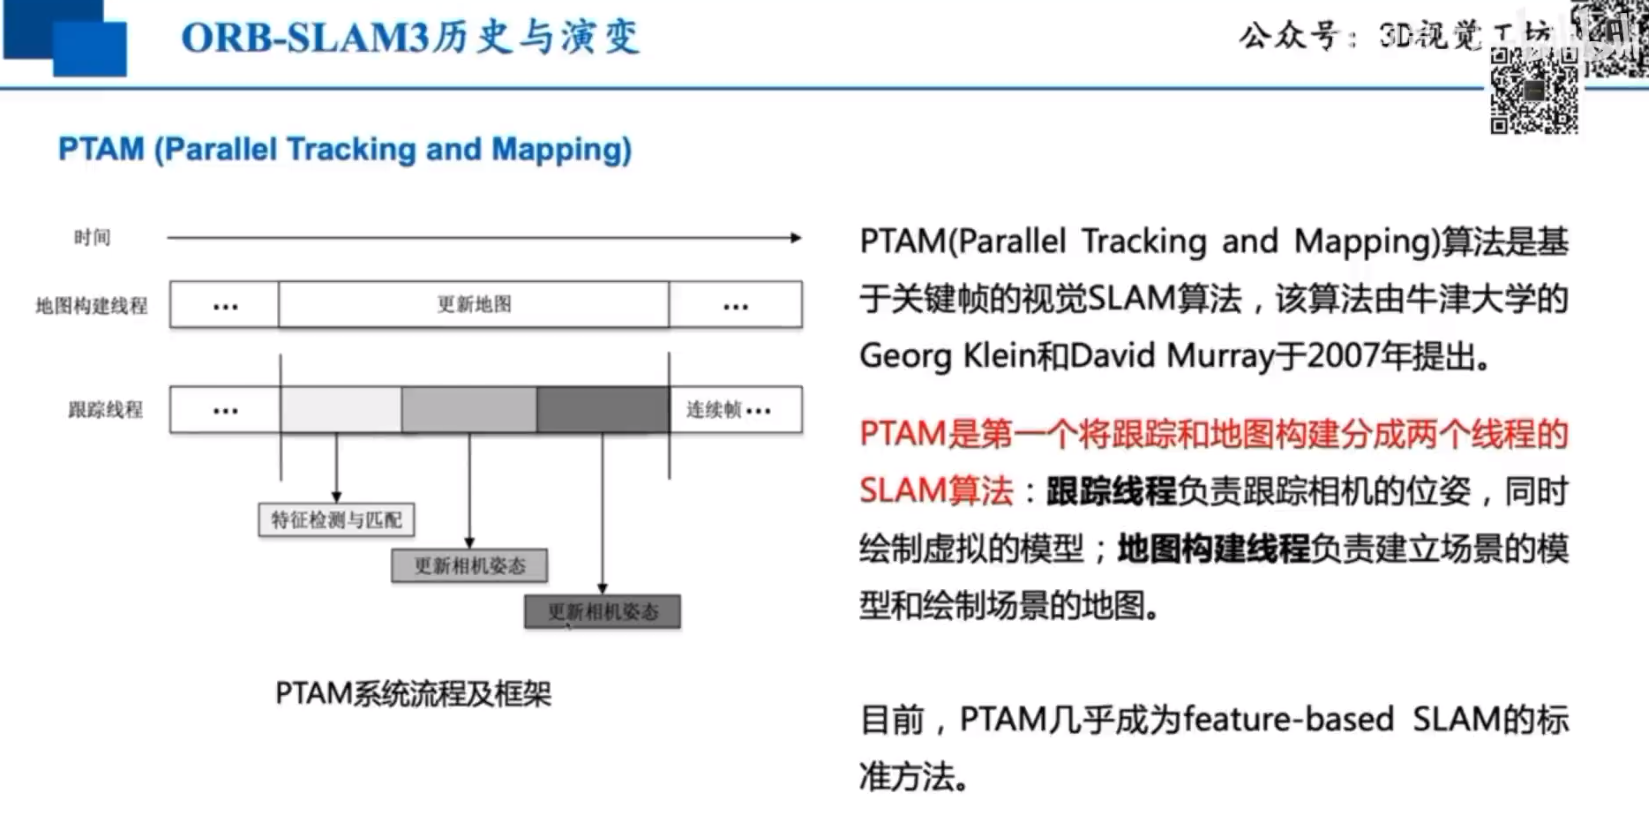 ORB-SLAM3历史与演变
公众号：3D视觉工坊
PTAM (Parallel Tracking and Mapping)
时间
地图构建线程
... 更新地图 ...
跟踪线程
... 连续帧...
特征检测与匹配
更新相机姿态
更新相机姿态
PTAM系统流程及框架
PTAM(Parallel Tracking and Mapping)算法是基
于关键帧的视觉SLAM算法，该算法由牛津大学的
Georg Klein和David Murray于2007年提出。
PTAM是第一个将跟踪和地图构建分成两个线程的
SLAM算法：跟踪线程负责跟踪相机的位姿，同时
绘制虚拟的模型；地图构建线程负责建立场景的模
型和绘制场景的地图。
目前，PTAM几乎成为feature-based SLAM的标
准方法。